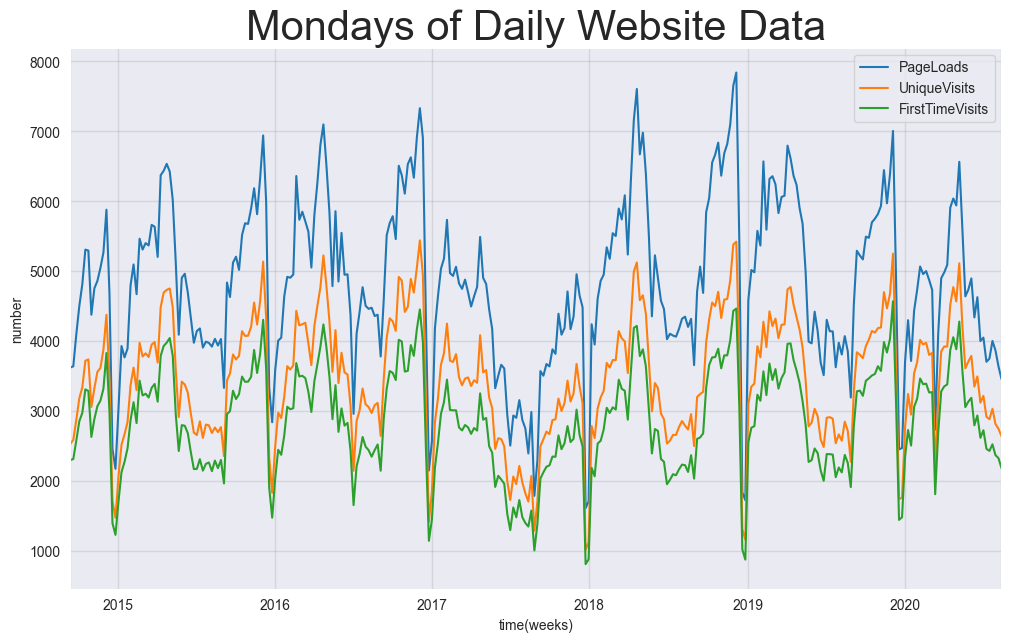 Mondays of Daily Website Data
PageLoads
UniqueVisits
FirstTimeVisits
8000
7000
6000
5000
4000
3000
2000
1000
number
2015 2016 2017 2018 2019 2020
time(weeks)